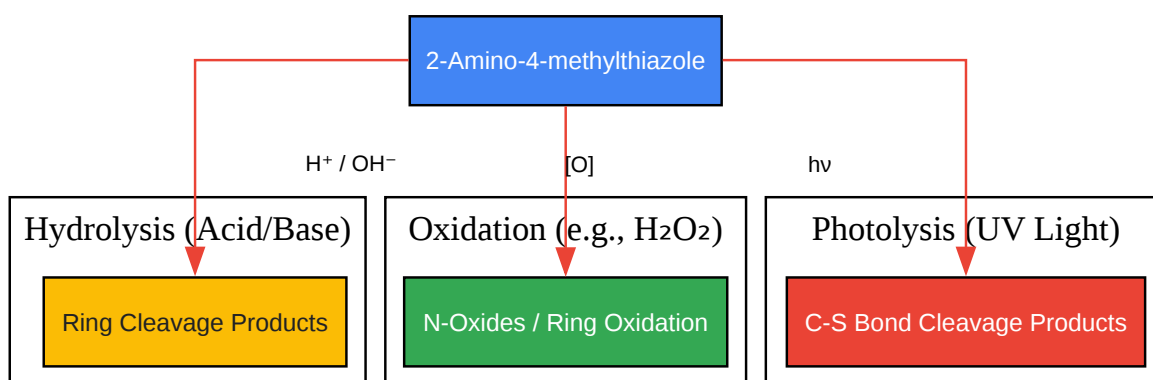 2-Amino-4-methylthiazole
H⁺ / OH⁻
[O]
hν
Hydrolysis (Acid/Base)
Oxidation (e.g., H₂O₂)
Photolysis (UV Light)
Ring Cleavage Products
N-Oxides / Ring Oxidation
C-S Bond Cleavage Products